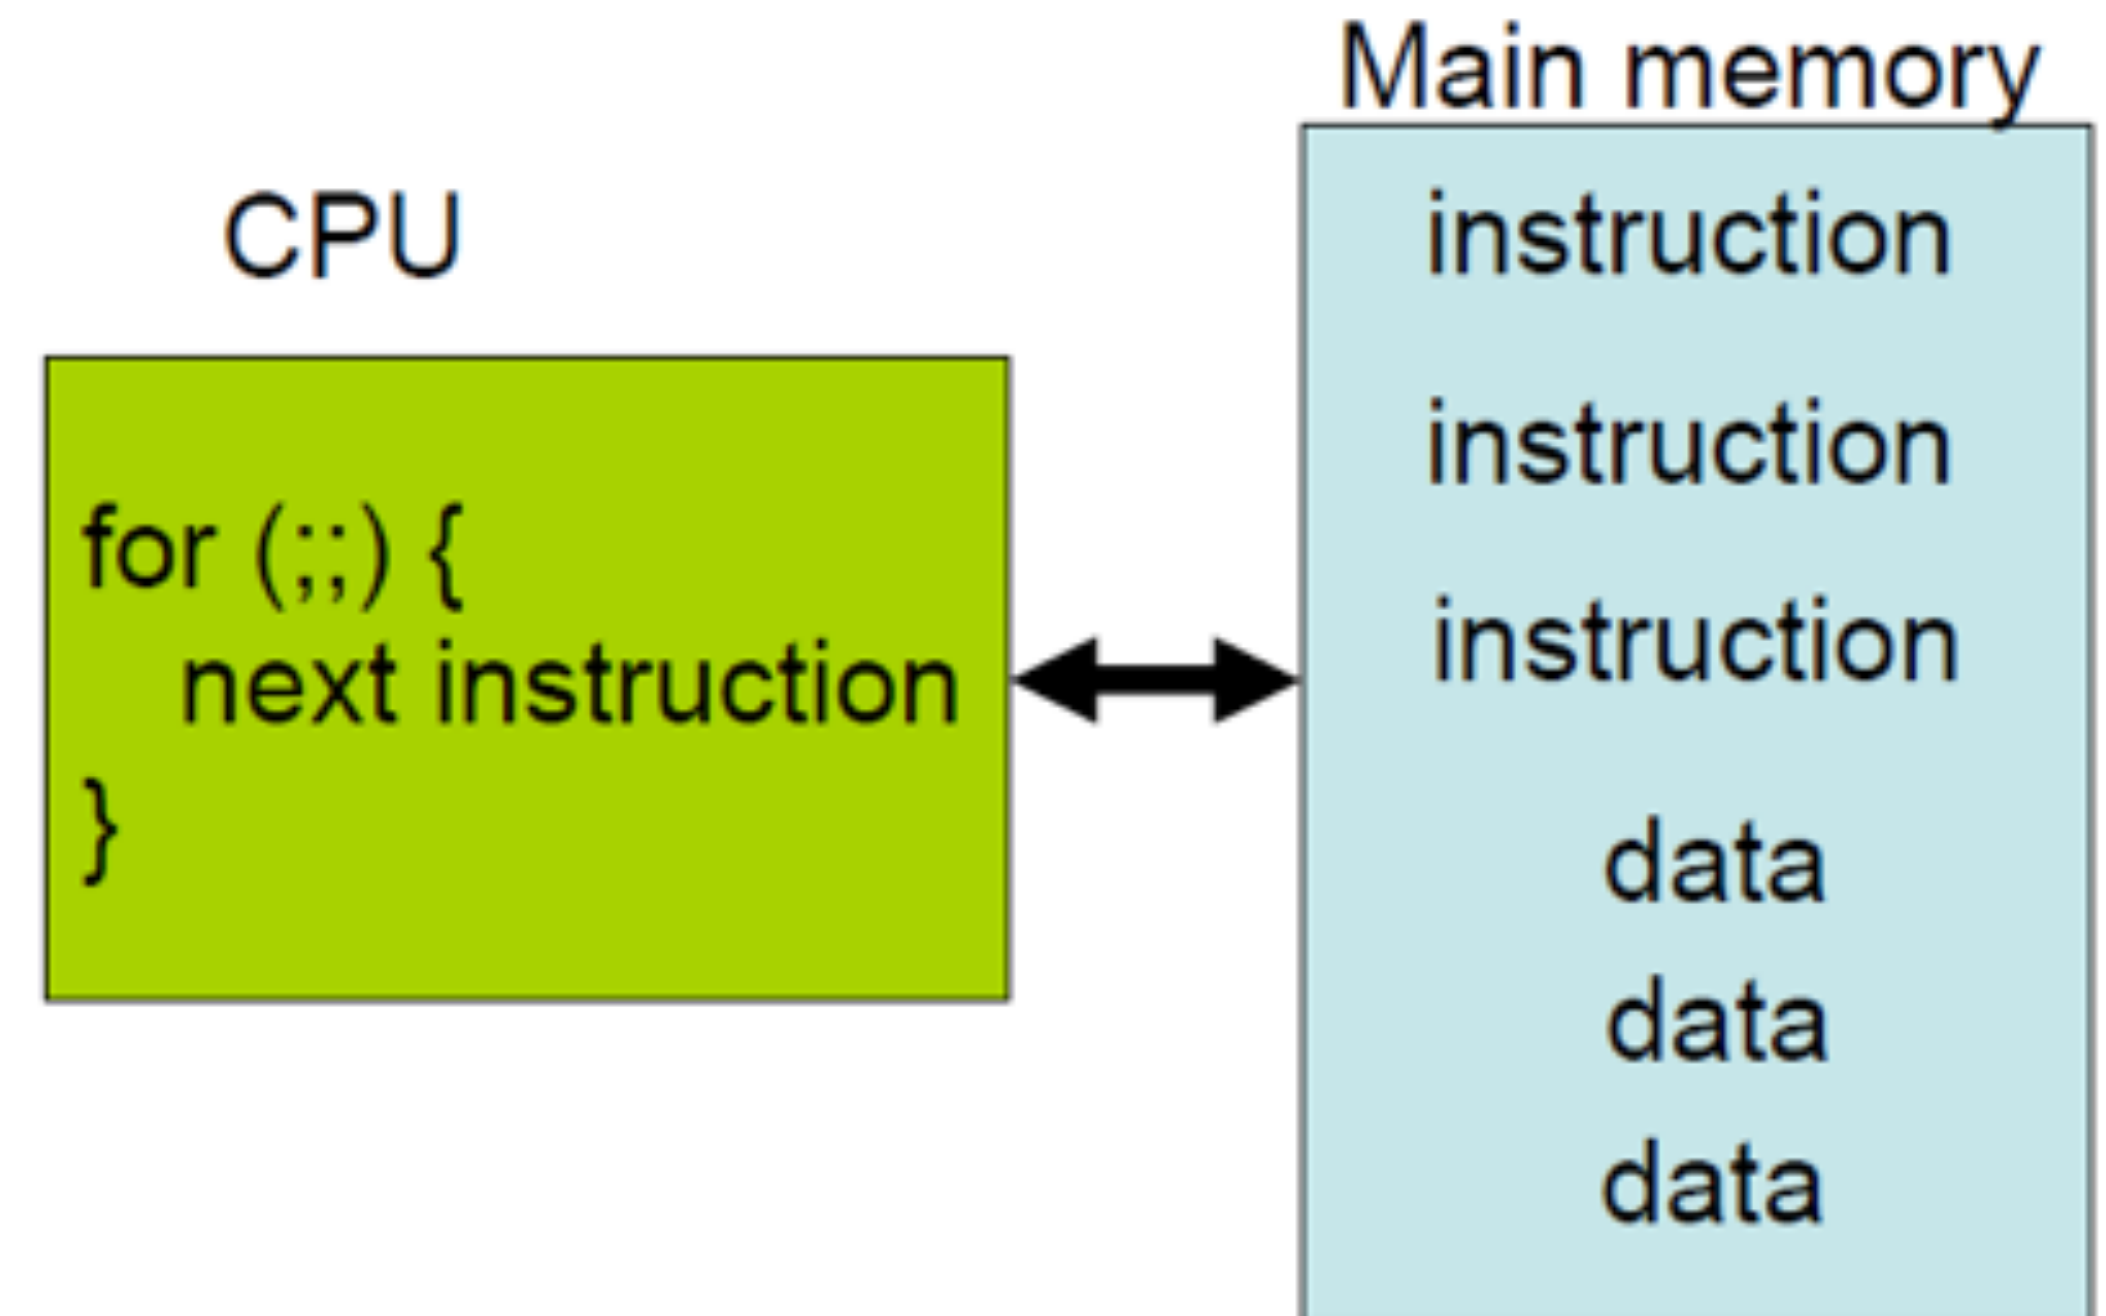 CPU
for (;;) {
next instruction
}
Main memory
instruction
instruction
instruction
data
data
data